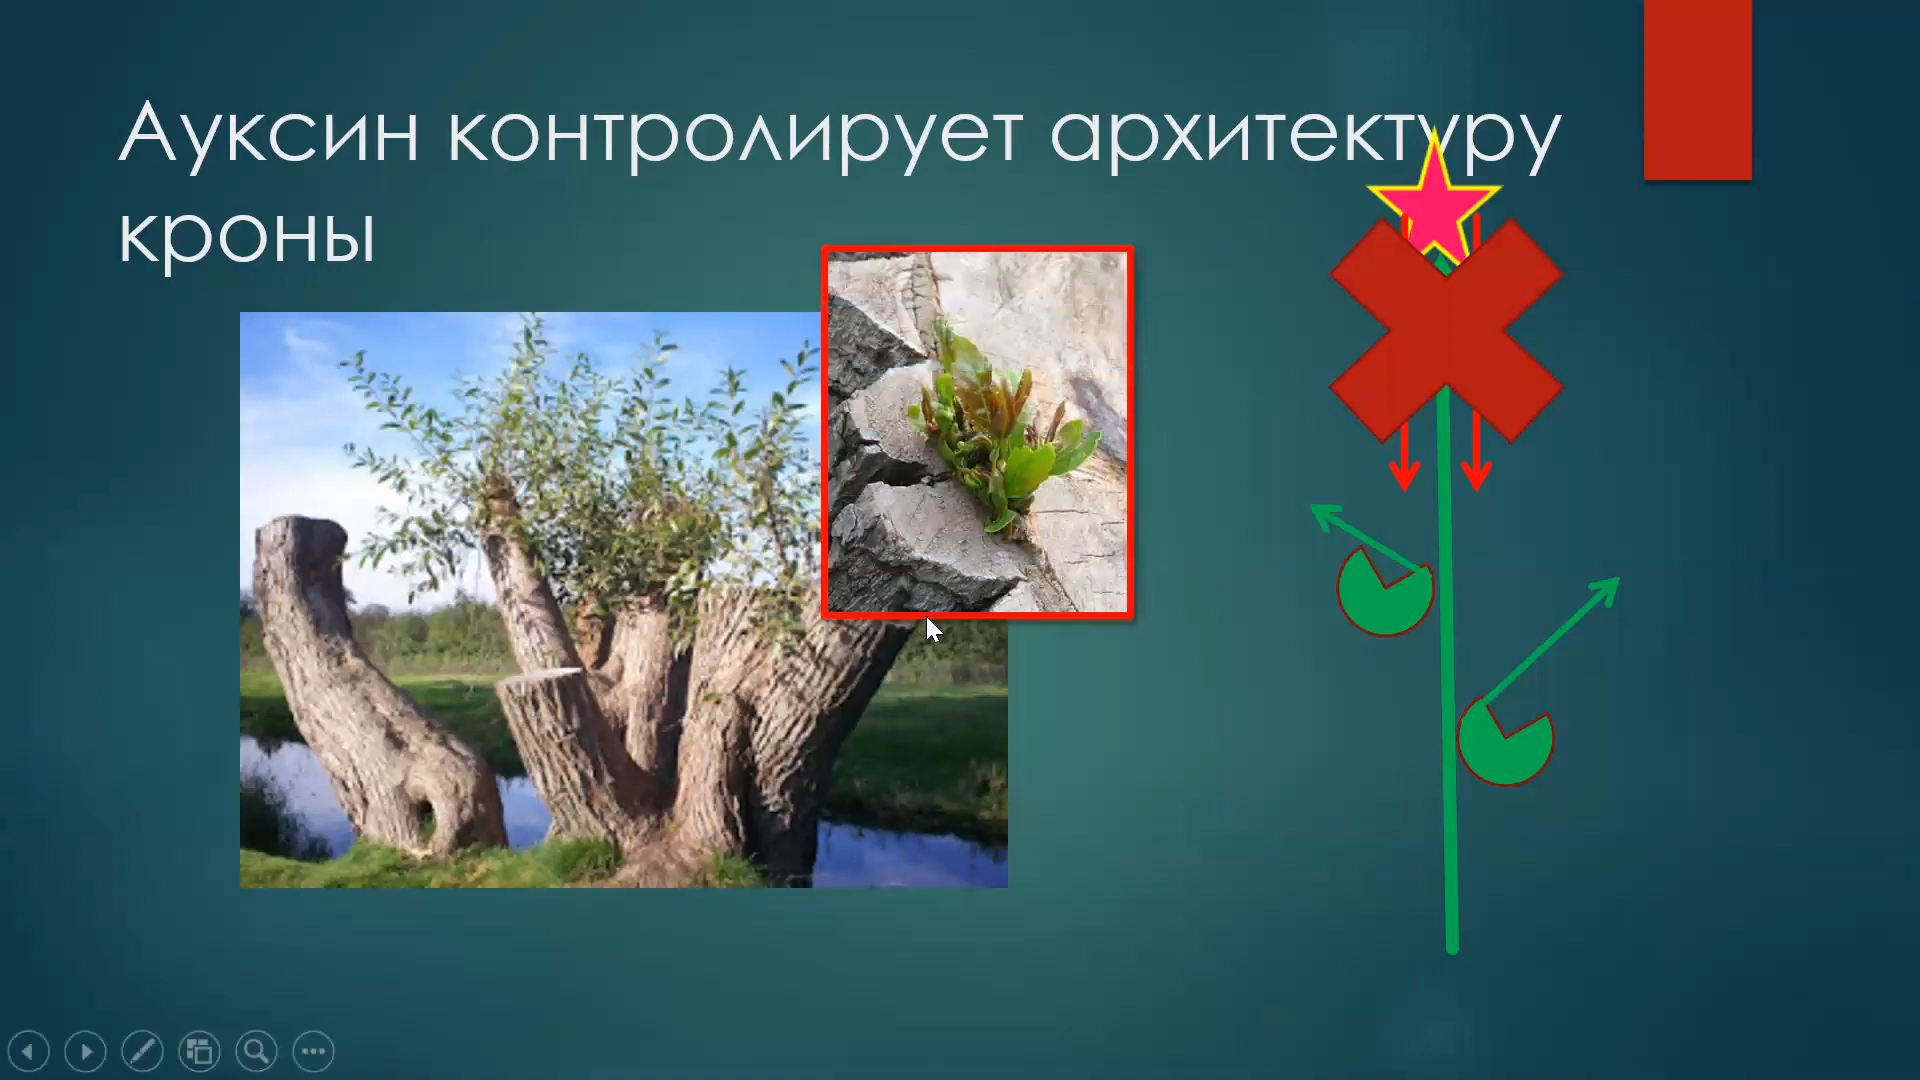 Ауксин контролирует архитектуру
кроны